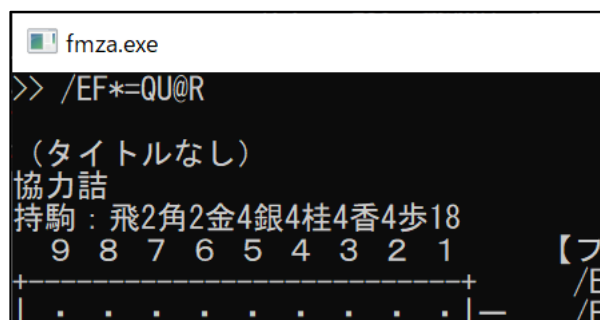 fmza.exe
>> /EF*=QU@R
（タイトルなし）
協力詰
持駒：飛2角2金4銀4桂4香4歩18
９ ８ ７ ６ ５ ４ ３ ２ １ 【フ
+---------------------------+ /E
| ・ ・ ・ ・ ・ ・ ・ ・ ・|一 /E